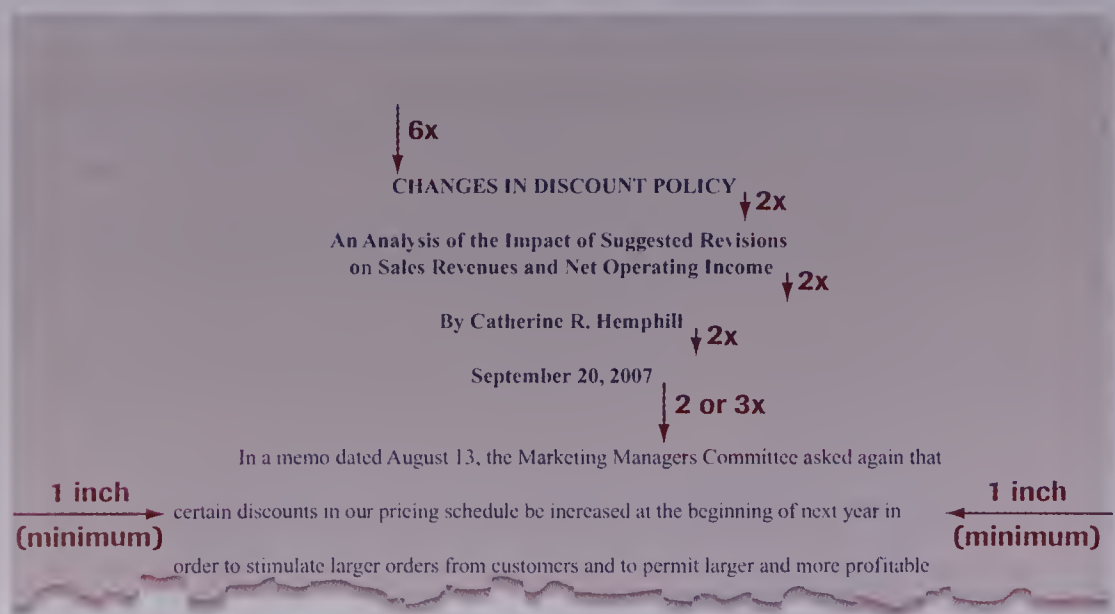 6x
CHANGES IN DISCOUNT POLICY
2x
An Analysis of the Impact of Suggested Revisions
on Sales Revenues and Net Operating Income
2x
By Catherine R. Hemphill
2x
September 20, 2007
2 or 3x
In a memo dated August 13, the Marketing Managers Committee asked again that
1 inch
(minimum)
certain discounts in our pricing schedule be increased at the beginning of next year in
1 inch
(minimum)
order to stimulate larger orders from customers and to permit larger and more profitable